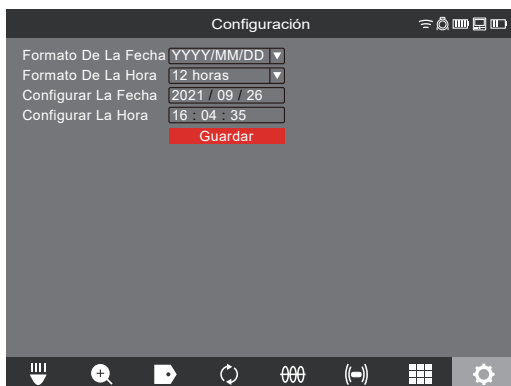 Configuración
Formato De La Fecha YYYY/MM/DD
Formato De La Hora 12 horas
Configurar La Fecha 2021 / 09 / 26
Configurar La Hora 16 : 04 : 35
Guardar